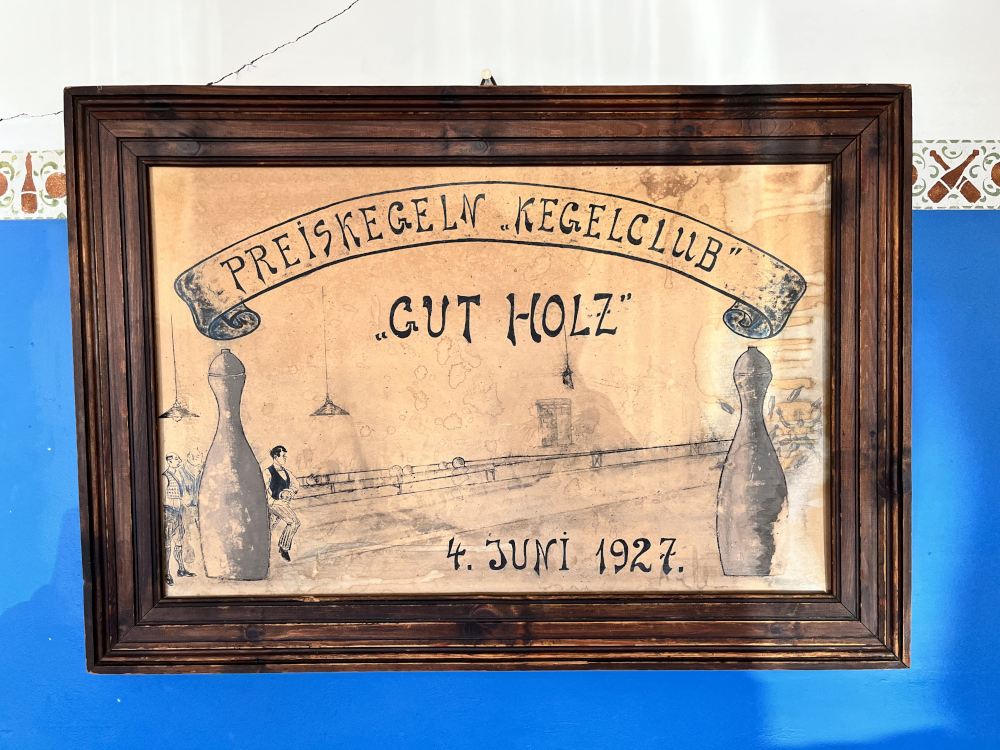 PREISKEGELN „KEGELCLUB”
„GUT HOLZ”
4. JUNI 1927.